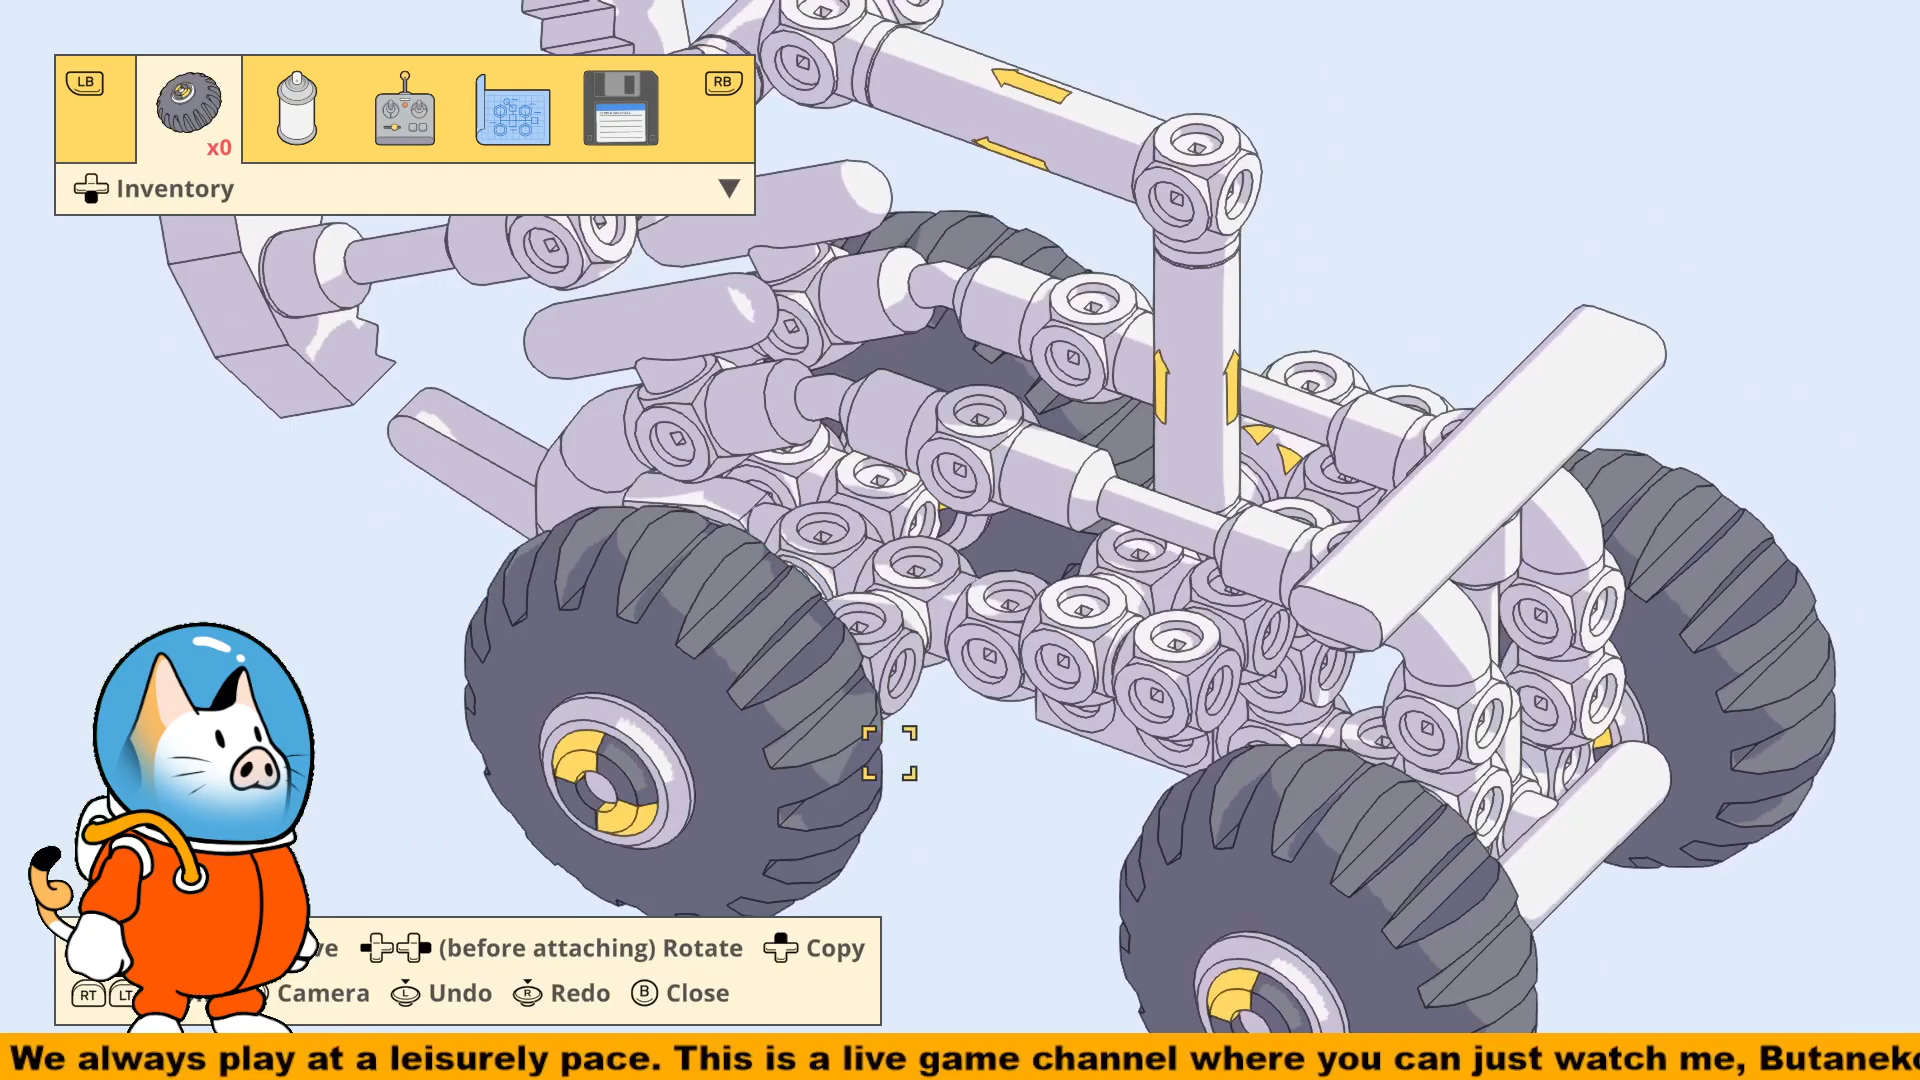 LB
RB
x0
Inventory
ve (before attaching) Rotate Copy
RT LT Camera L Undo R Redo B Close
We always play at a leisurely pace. This is a live game channel where you can just watch me, Butaneko